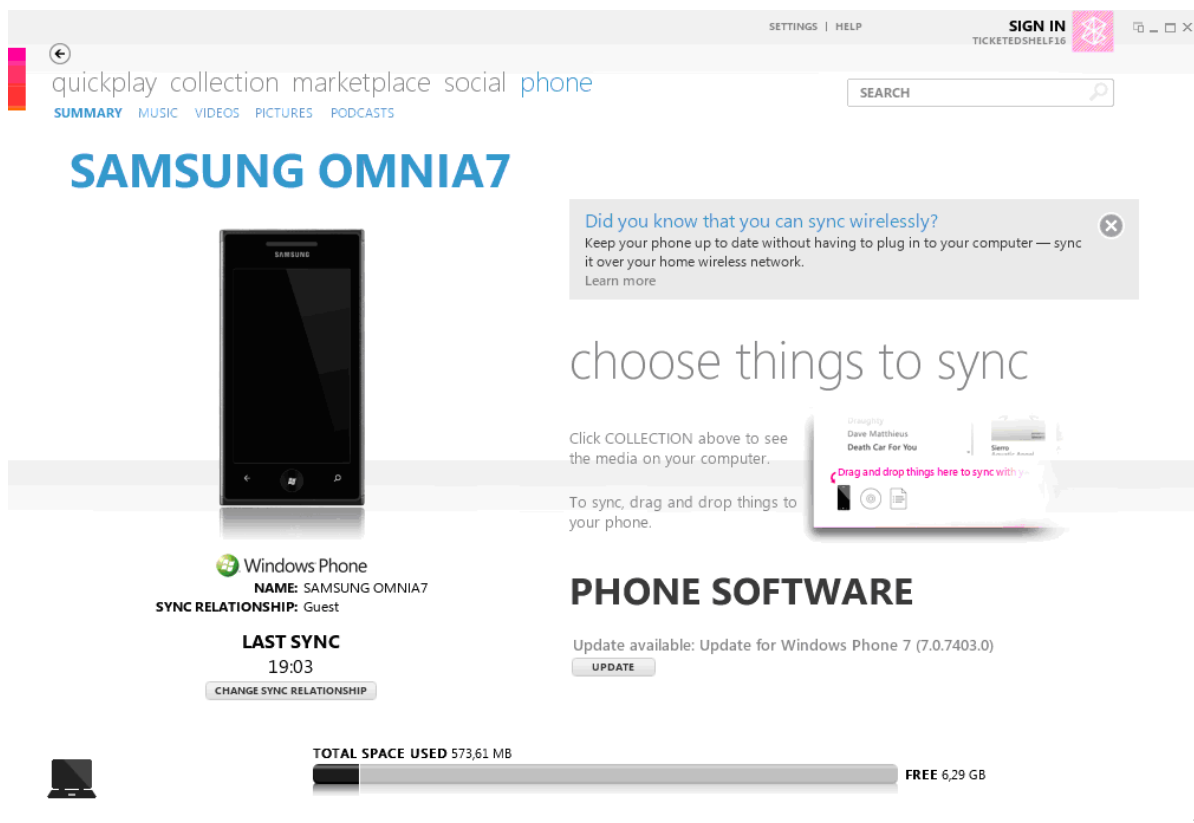 SETTINGS | HELP
SIGN IN
TICKETEDSHELF16
quickplay collection marketplace social phone
SEARCH
SUMMARY MUSIC VIDEOS PICTURES PODCASTS
SAMSUNG OMNIA7
Did you know that you can sync wirelessly?
Keep your phone up to date without having to plug in to your computer — sync
it over your home wireless network.
Learn more
SAMSUNG
choose things to sync
Click COLLECTION above to see
the media on your computer.
To sync, drag and drop things to
your phone.
Draughty
Dave Matthieus
Death Car For You
Sierro
Drag and drop things here to sync with y
Windows Phone
NAME: SAMSUNG OMNIA7
SYNC RELATIONSHIP: Guest
LAST SYNC
19:03
CHANGE SYNC RELATIONSHIP
PHONE SOFTWARE
Update available: Update for Windows Phone 7 (7.0.7403.0)
UPDATE
TOTAL SPACE USED 573,61 MB
FREE 6,29 GB